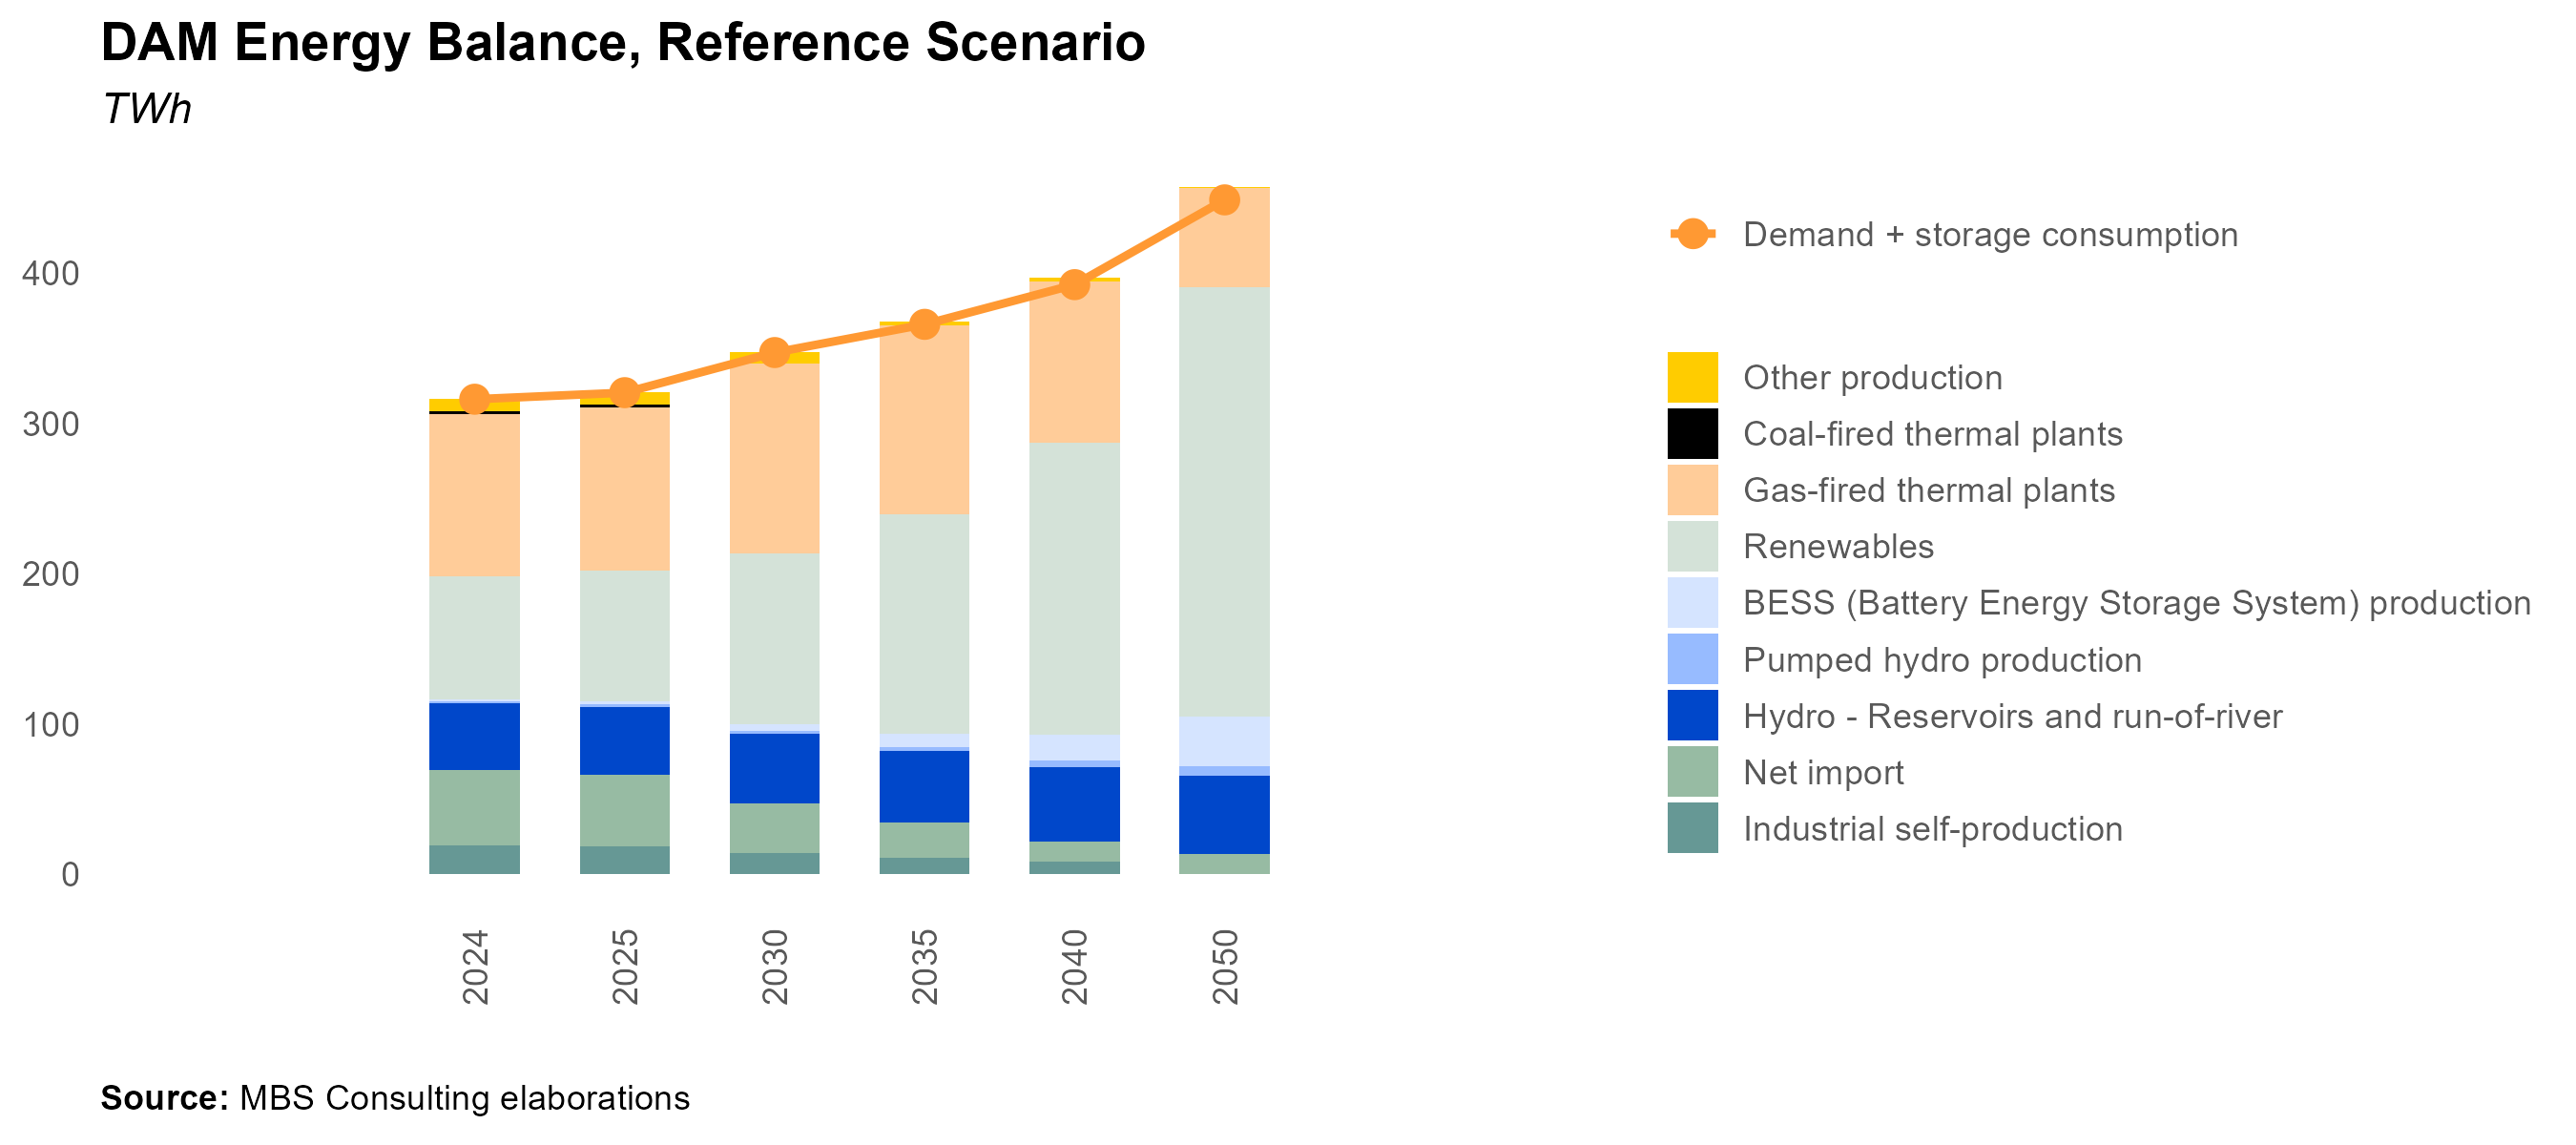 DAM Energy Balance, Reference Scenario
TWh
400
300
200
100
0
2024
2025
2030
2035
2040
2050
Demand + storage consumption
Other production
Coal-fired thermal plants
Gas-fired thermal plants
Renewables
BESS (Battery Energy Storage System) production
Pumped hydro production
Hydro - Reservoirs and run-of-river
Net import
Industrial self-production
Source: MBS Consulting elaborations